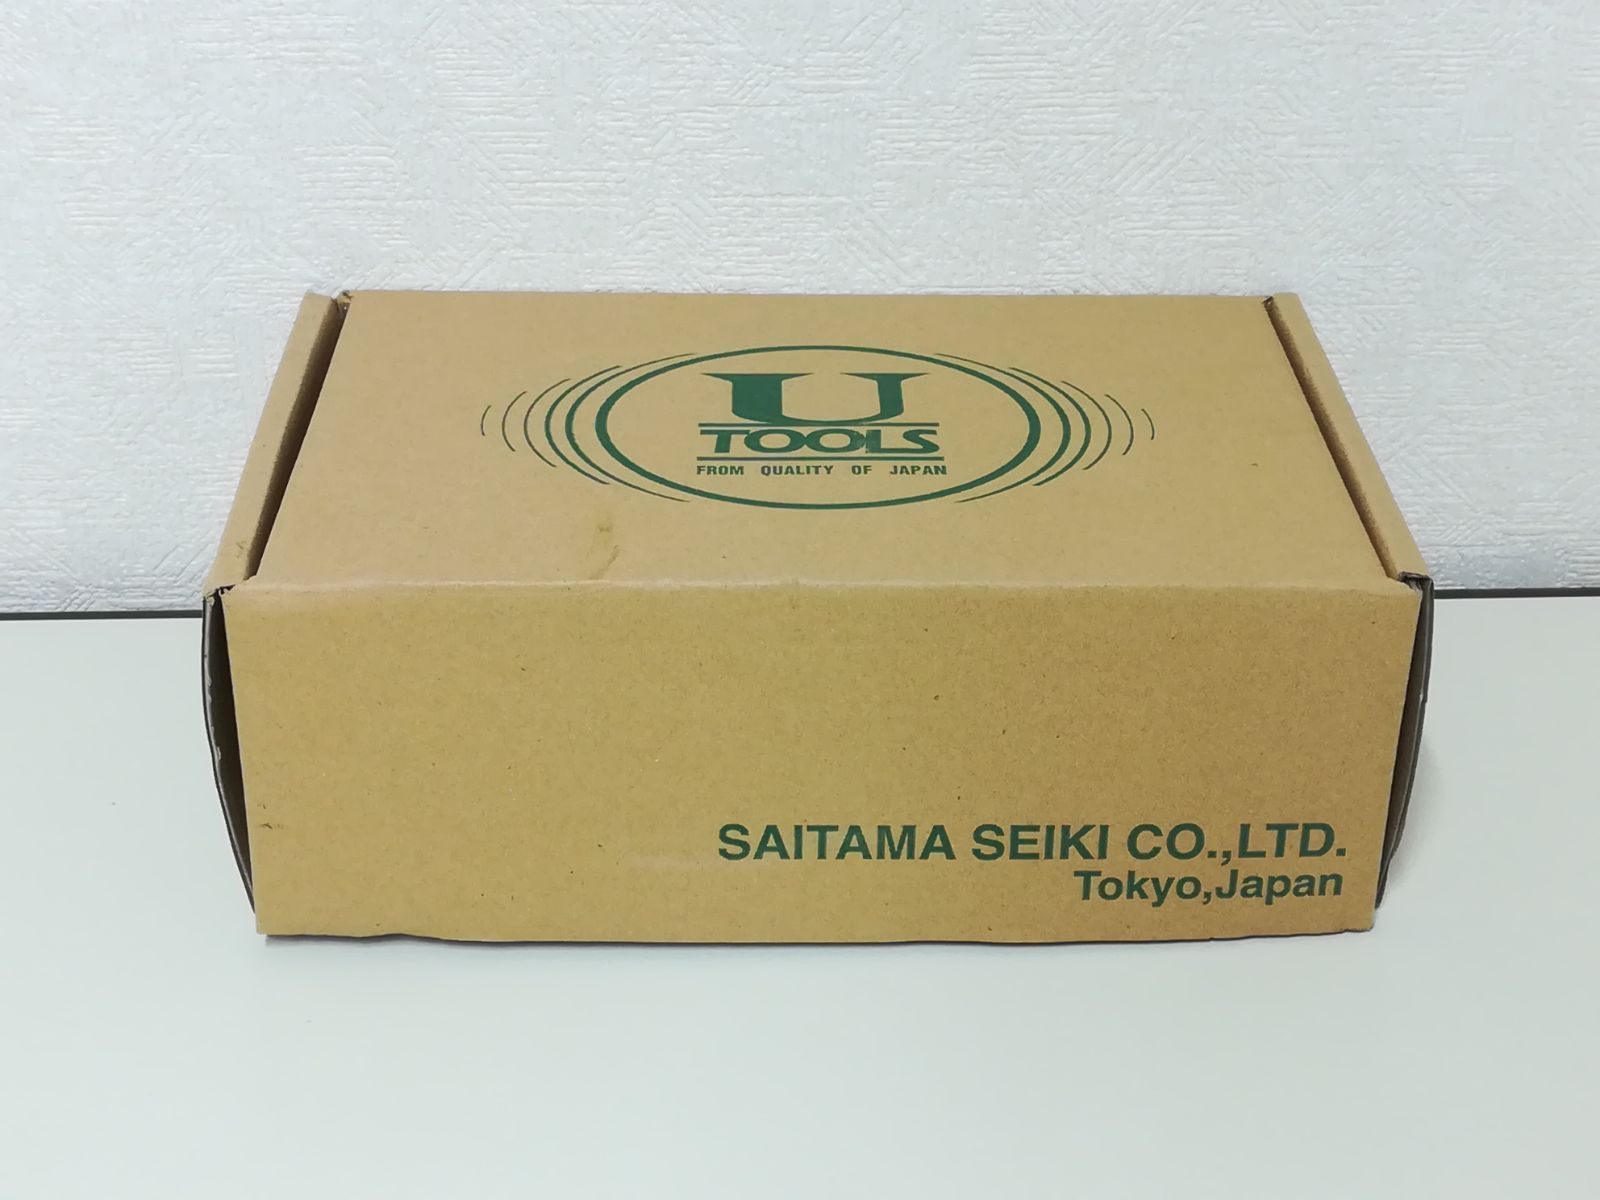 U
TOOLS
FROM QUALITY OF JAPAN
SAITAMA SEIKI CO.,LTD.
Tokyo,Japan